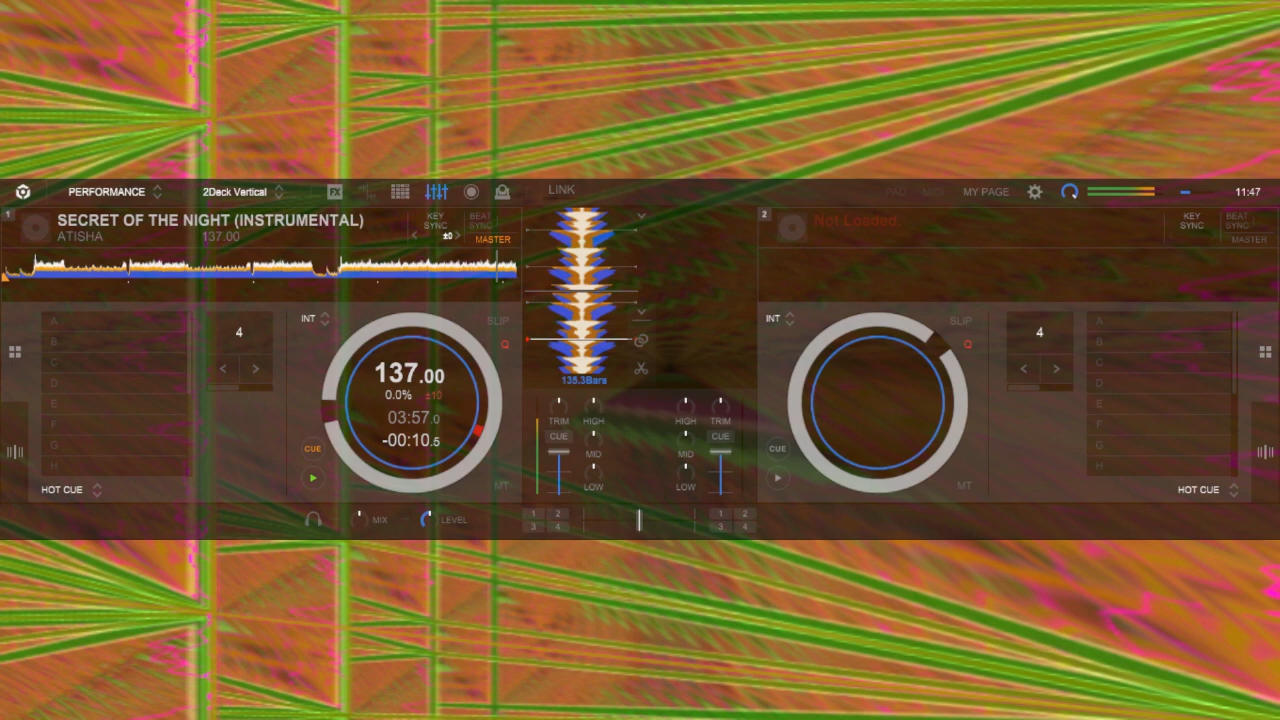 PERFORMANCE 2Deck Vertical FX LINK PAD MIDI MY PAGE 11:47
1 SECRET OF THE NIGHT (INSTRUMENTAL) KEY SYNC BEAT SYNC
ATISHA 137.00 ±0 MASTER
2 Not Loaded KEY SYNC BEAT SYNC
MASTER
INT SLIP
INT SLIP
A
B
C
D
E
F
G
H
4
Q
137.00
0.0% ±10
03:57.0
-00:10.5
CUE
MT
HOT CUE
135.3Bars
TRIM HIGH HIGH TRIM
CUE CUE
MID MID
LOW LOW
4
Q
CUE
MT
A
B
C
D
E
F
G
H
HOT CUE
MIX LEVEL
1 2 1 2
3 4 3 4